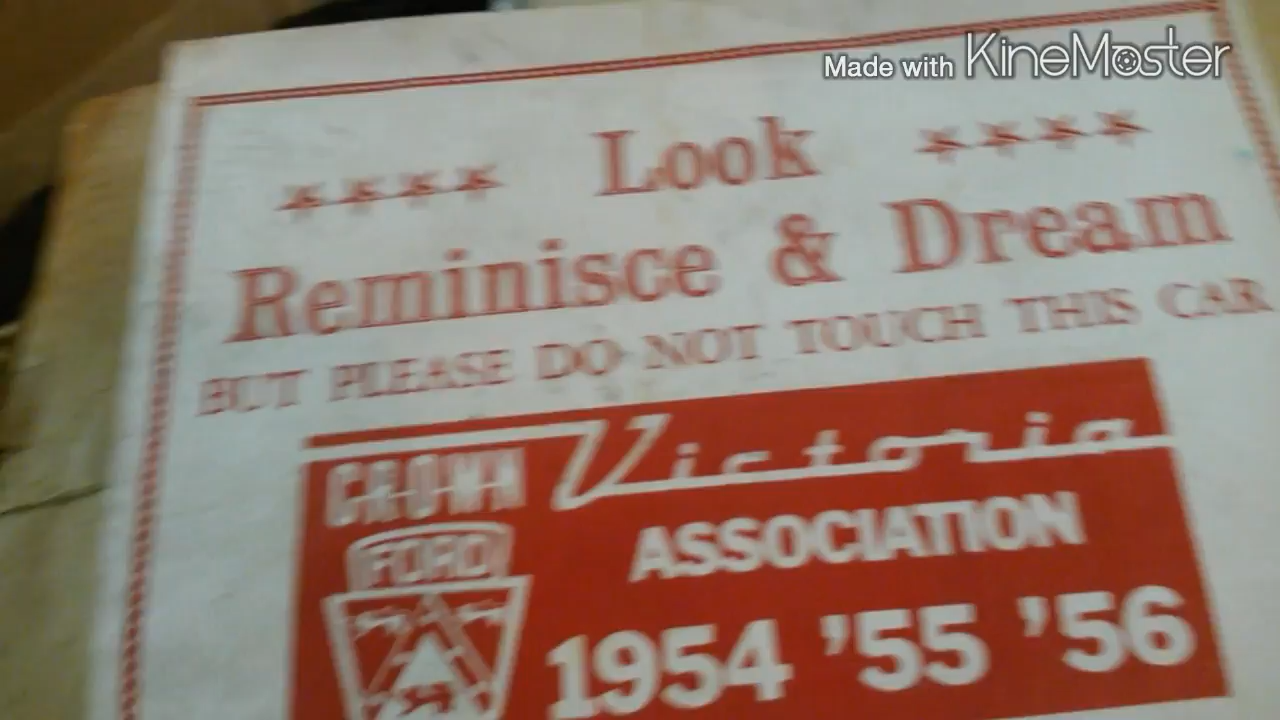 Made with KineMaster
**** Look ****
Reminisce & Dream
BUT PLEASE DO NOT TOUCH THIS CAR
CROWN Victoria
ASSOCIATION
FORD
1954 '55 '56